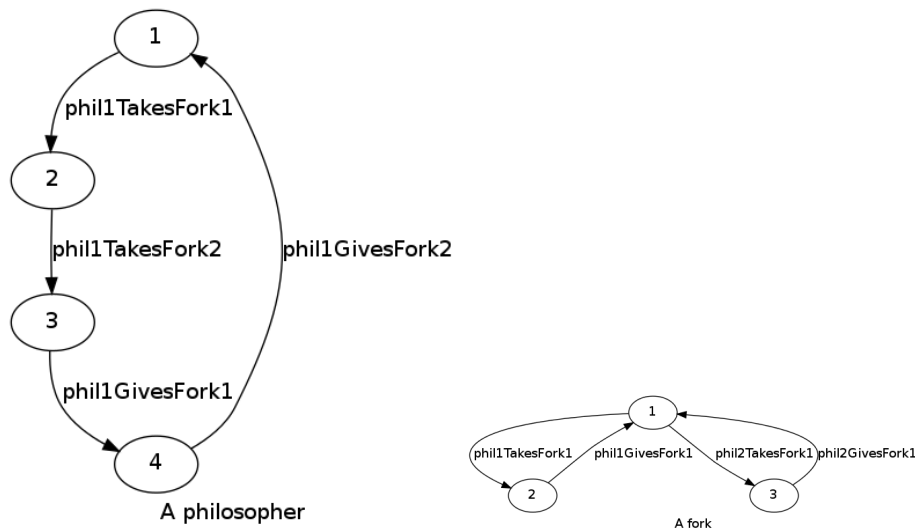 1
phil1TakesFork1
2
phil1TakesFork2
phil1GivesFork2
3
phil1GivesFork1
4
A philosopher
1
phil1TakesFork1
phil1GivesFork1
phil2TakesFork1
phil2GivesFork1
2
3
A fork